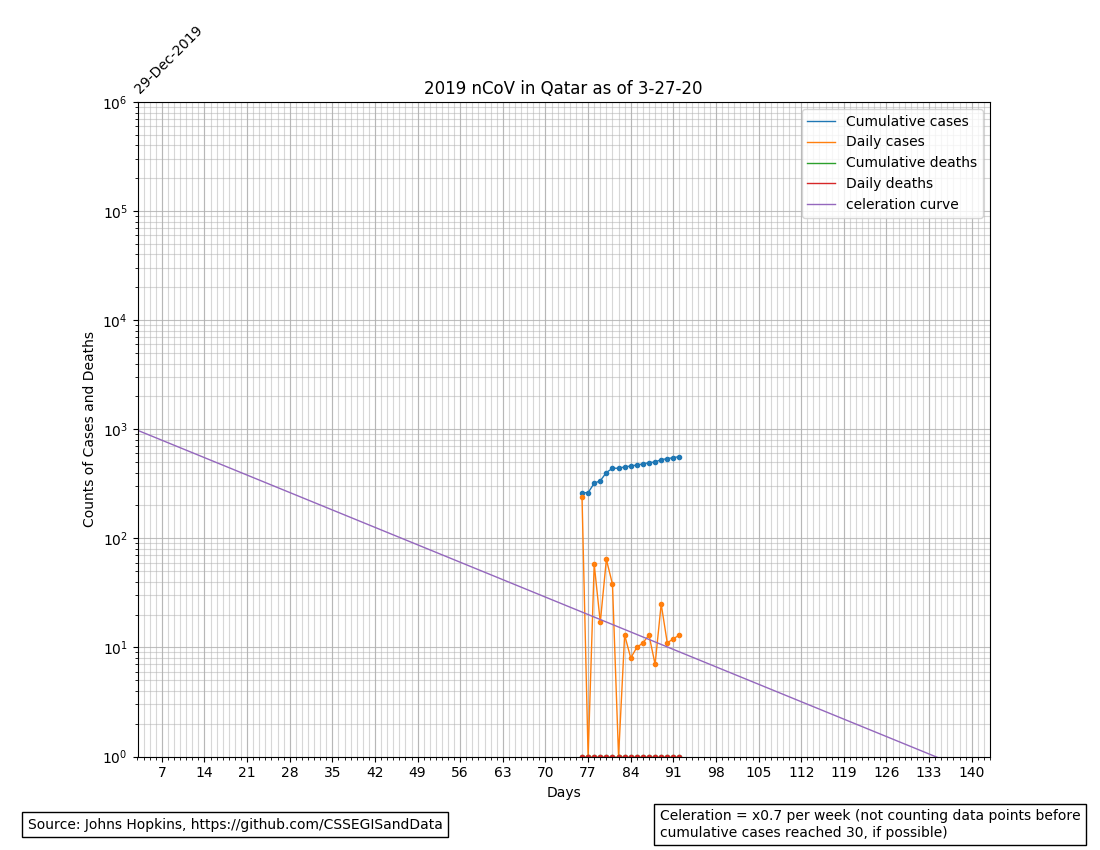 29-Dec-2019
2019 nCoV in Qatar as of 3-27-20
Cumulative cases
Daily cases
Cumulative deaths
Daily deaths
celeration curve
10^6
10^5
10^4
10^3
10^2
10^1
10^0
Counts of Cases and Deaths
7 14 21 28 35 42 49 56 63 70 77 84 91 98 105 112 119 126 133 140
Days
Source: Johns Hopkins, https://github.com/CSSEGISandData
Celeration = x0.7 per week (not counting data points before
cumulative cases reached 30, if possible)